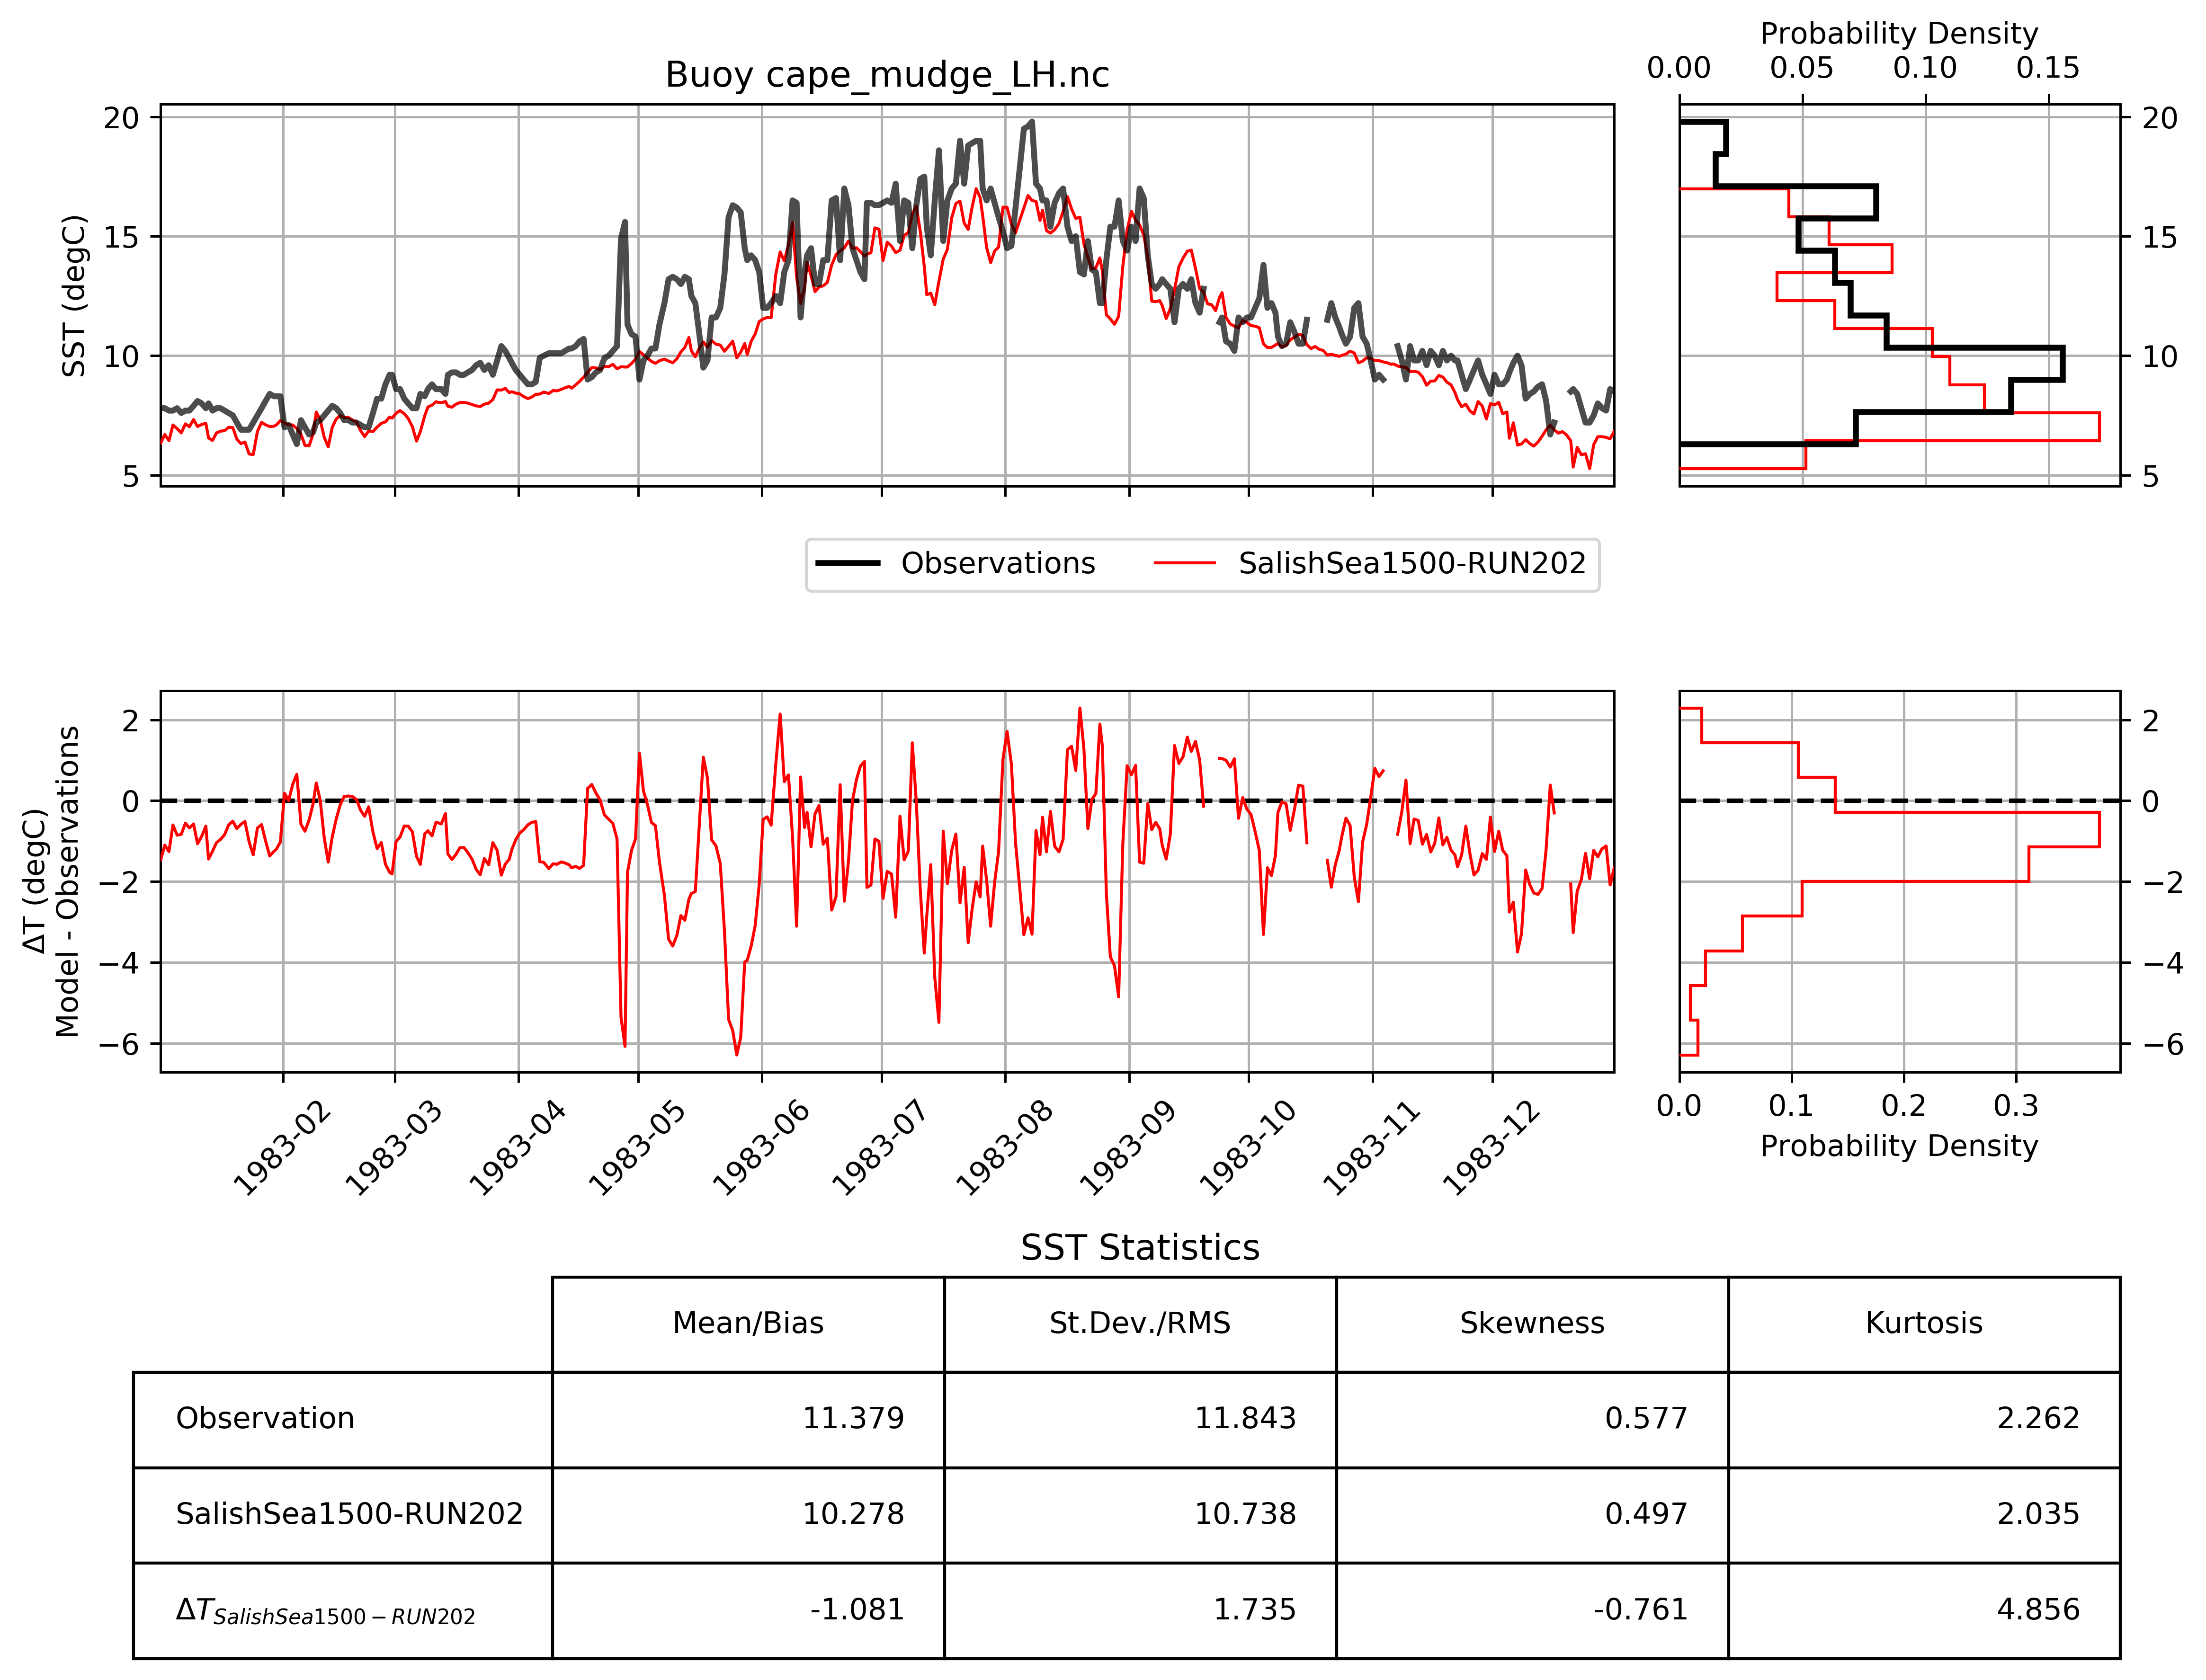 Probability Density
0.00 0.05 0.10 0.15
Buoy cape_mudge_LH.nc
20 20
15 15
10 10
5 5
SST (degC)
Observations SalishSea1500-RUN202
2 2
0 0
−2 −2
−4 −4
−6 −6
ΔT (degC)
Model - Observations
1983-02 1983-03 1983-04 1983-05 1983-06 1983-07 1983-08 1983-09 1983-10 1983-11 1983-12
0.0 0.1 0.2 0.3
Probability Density
SST Statistics
Mean/Bias St.Dev./RMS Skewness Kurtosis
Observation 11.379 11.843 0.577 2.262
SalishSea1500-RUN202 10.278 10.738 0.497 2.035
ΔT SalishSea1500−RUN202 -1.081 1.735 -0.761 4.856